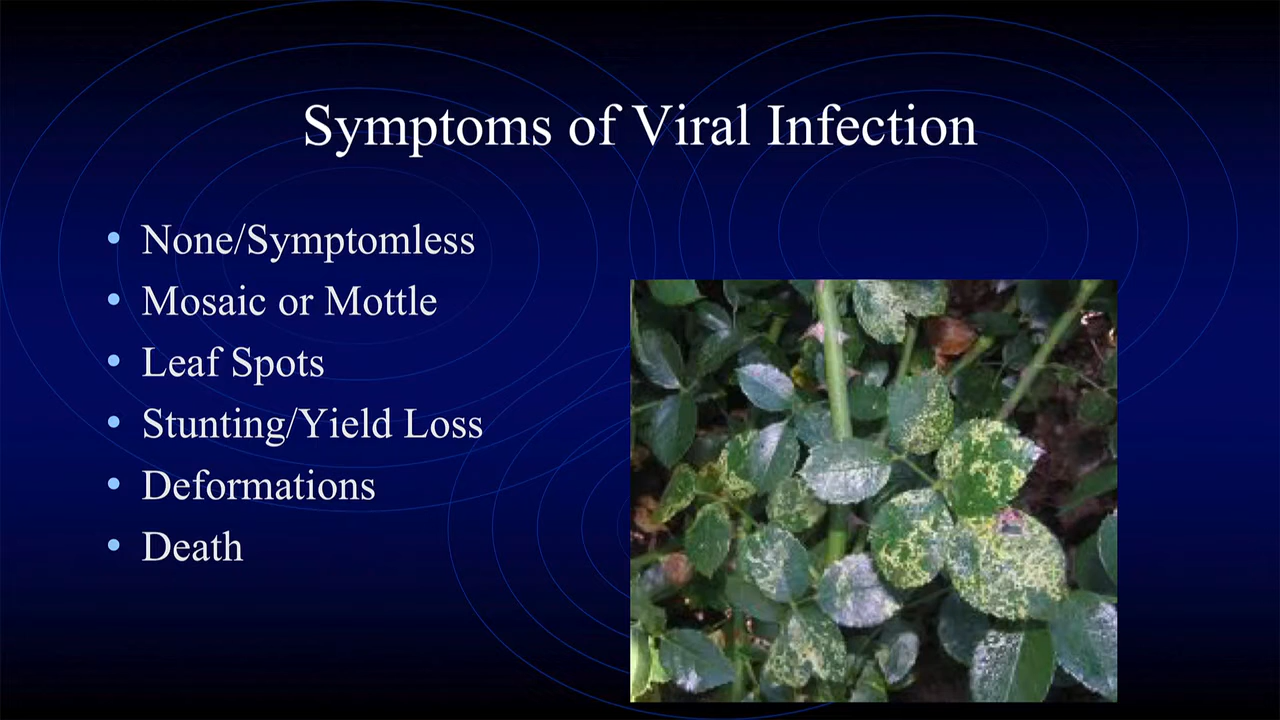 Symptoms of Viral Infection
• None/Symptomless
• Mosaic or Mottle
• Leaf Spots
• Stunting/Yield Loss
• Deformations
• Death